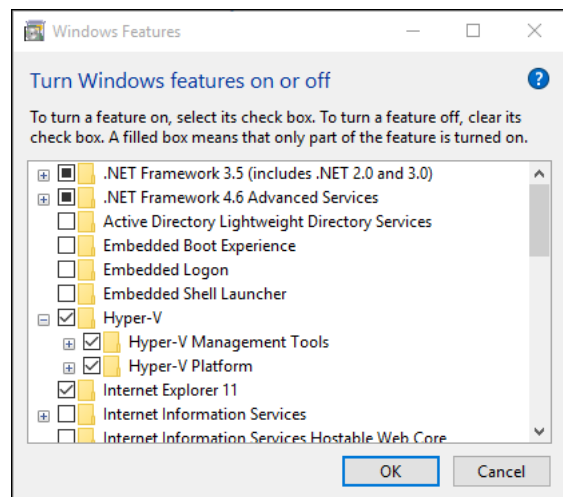 Windows Features
Turn Windows features on or off
To turn a feature on, select its check box. To turn a feature off, clear its
check box. A filled box means that only part of the feature is turned on.
.NET Framework 3.5 (includes .NET 2.0 and 3.0)
.NET Framework 4.6 Advanced Services
Active Directory Lightweight Directory Services
Embedded Boot Experience
Embedded Logon
Embedded Shell Launcher
Hyper-V
Hyper-V Management Tools
Hyper-V Platform
Internet Explorer 11
Internet Information Services
Internet Information Services Hostable Web Core
OK Cancel